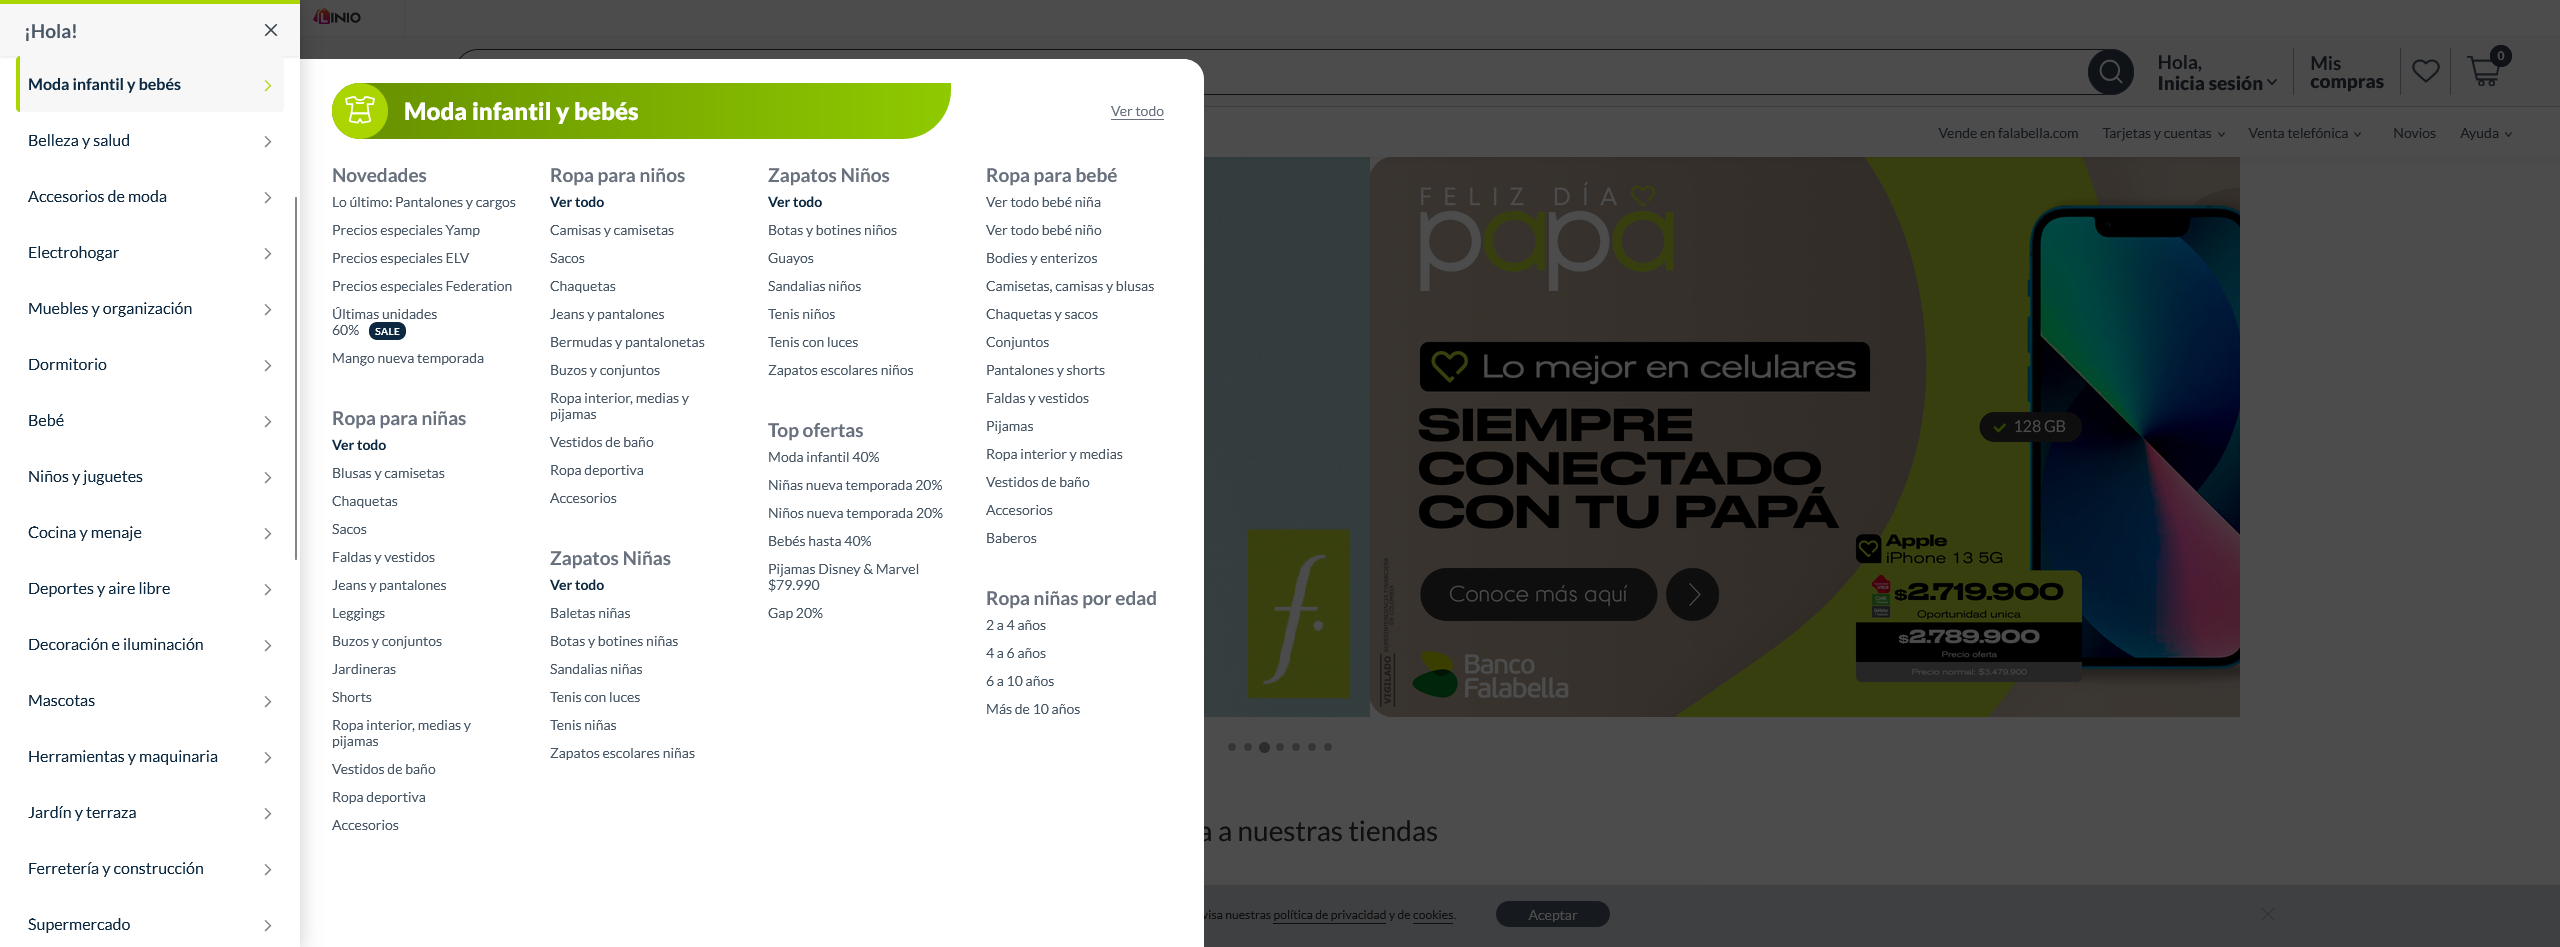 ¡Hola!
Moda infantil y bebés
Belleza y salud
Accesorios de moda
Electrohogar
Muebles y organización
Dormitorio
Bebé
Niños y juguetes
Cocina y menaje
Deportes y aire libre
Decoración e iluminación
Mascotas
Herramientas y maquinaria
Jardín y terraza
Ferretería y construcción
Supermercado
Moda infantil y bebés
Ver todo
Novedades
Lo último: Pantalones y cargos
Precios especiales Yamp
Precios especiales ELV
Precios especiales Federation
Últimas unidades
60% SALE
Mango nueva temporada
Ropa para niñas
Ver todo
Blusas y camisetas
Chaquetas
Sacos
Faldas y vestidos
Jeans y pantalones
Leggings
Buzos y conjuntos
Jardineras
Shorts
Ropa interior, medias y
pijamas
Vestidos de baño
Ropa deportiva
Accesorios
Ropa para niños
Ver todo
Camisas y camisetas
Sacos
Chaquetas
Jeans y pantalones
Bermudas y pantalonetas
Buzos y conjuntos
Ropa interior, medias y
pijamas
Vestidos de baño
Ropa deportiva
Accesorios
Zapatos Niñas
Ver todo
Baletas niñas
Botas y botines niñas
Sandalias niñas
Tenis con luces
Tenis niñas
Zapatos escolares niñas
Zapatos Niños
Ver todo
Botas y botines niños
Guayos
Sandalias niños
Tenis niños
Tenis con luces
Zapatos escolares niños
Top ofertas
Moda infantil 40%
Niñas nueva temporada 20%
Niños nueva temporada 20%
Bebés hasta 40%
Pijamas Disney & Marvel
$79.990
Gap 20%
Ropa para bebé
Ver todo bebé niña
Ver todo bebé niño
Bodies y enterizos
Camisetas, camisas y blusas
Chaquetas y sacos
Conjuntos
Pantalones y shorts
Faldas y vestidos
Pijamas
Ropa interior y medias
Vestidos de baño
Accesorios
Baberos
Ropa niñas por edad
2 a 4 años
4 a 6 años
6 a 10 años
Más de 10 años
LINIO
Hola,
Inicia sesión
Mis
compras
0
Vende en falabella.com
Tarjetas y cuentas
Venta telefónica
Novios
Ayuda
f.
FELIZ DÍA
papá
Lo mejor en celulares
SIEMPRE
CONECTADO
CON TU PAPÁ
128 GB
Apple
iPhone 13 5G
$2.719.900
Oportunidad unica
$2.789.900
Precio oferta
Precio normal: $3.479.900
Conoce más aquí
Banco
Falabella
VIGILADO
a a nuestras tiendas
visa nuestras política de privacidad y de cookies.
Aceptar